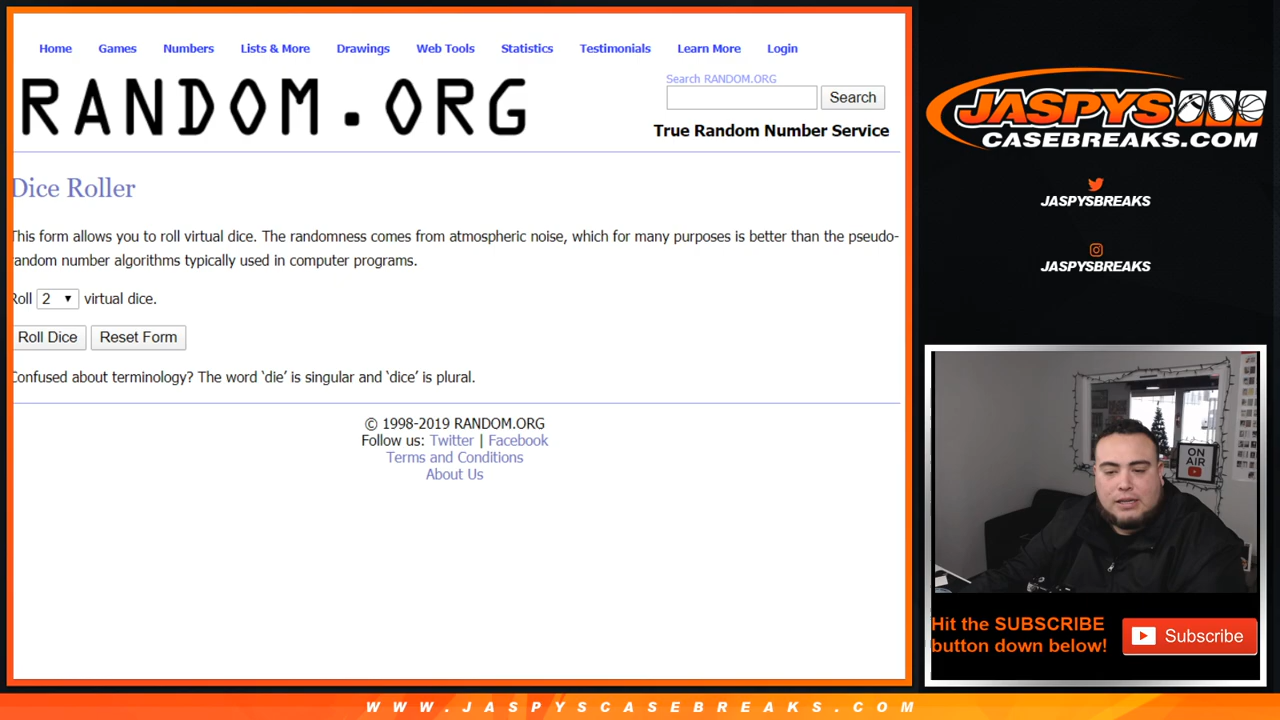 Home Games Numbers Lists & More Drawings Web Tools Statistics Testimonials Learn More Login
RANDOM.ORG
Search RANDOM.ORG
Search
True Random Number Service
Dice Roller
This form allows you to roll virtual dice. The randomness comes from atmospheric noise, which for many purposes is better than the pseudo-
random number algorithms typically used in computer programs.
Roll 2 virtual dice.
Roll Dice Reset Form
Confused about terminology? The word ‘die’ is singular and ‘dice’ is plural.
© 1998-2019 RANDOM.ORG
Follow us: Twitter | Facebook
Terms and Conditions
About Us
JASPYS
CASEBREAKS.COM
JASPYSBREAKS
JASPYSBREAKS
ON
AIR
Hit the SUBSCRIBE
button down below!
Subscribe
WWW.JASPYSCASEBREAKS.COM